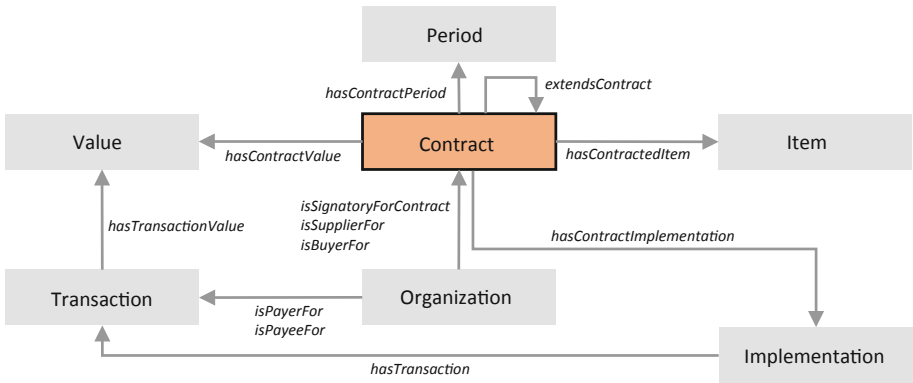 Period
hasContractPeriod
extendsContract
Value
hasContractValue
Contract
hasContractedItem
Item
isSignatoryForContract
isSupplierFor
isBuyerFor
hasTransactionValue
hasContractImplementation
Transaction
isPayerFor
isPayeeFor
Organization
Implementation
hasTransaction